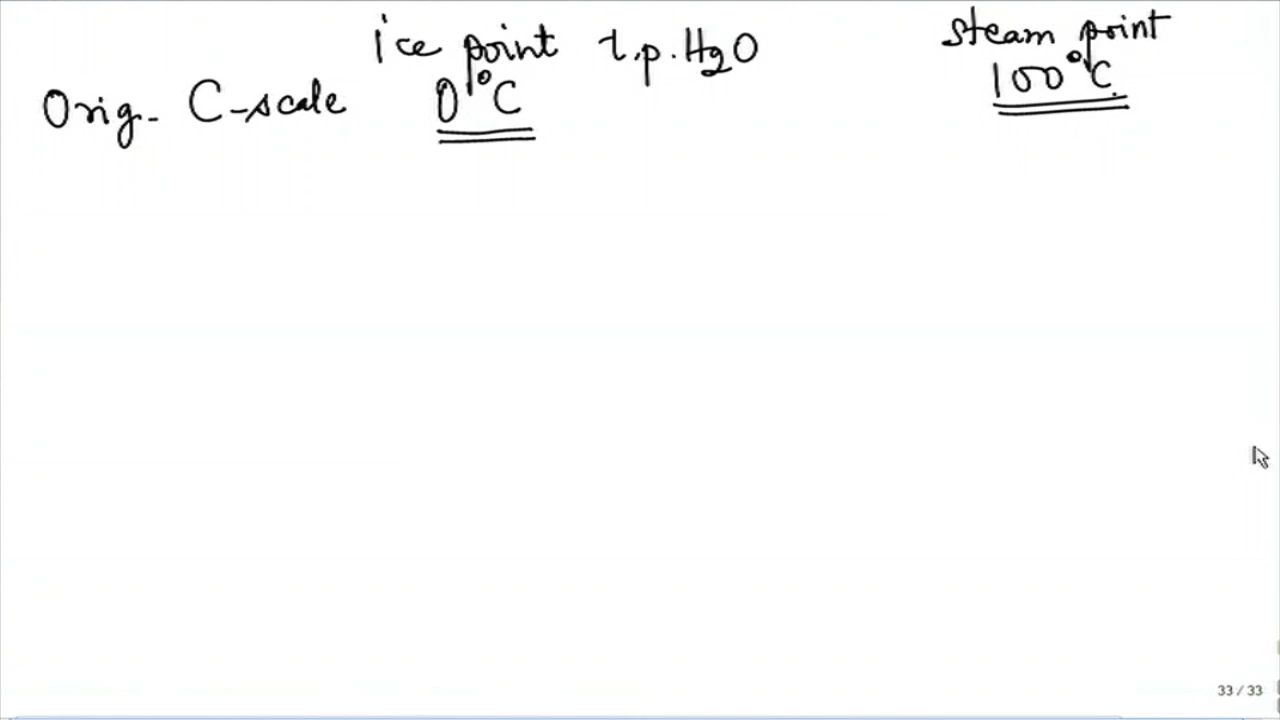 ice point t.p. H2O steam point
Orig. C-scale 0°C 100°C.
33 / 33